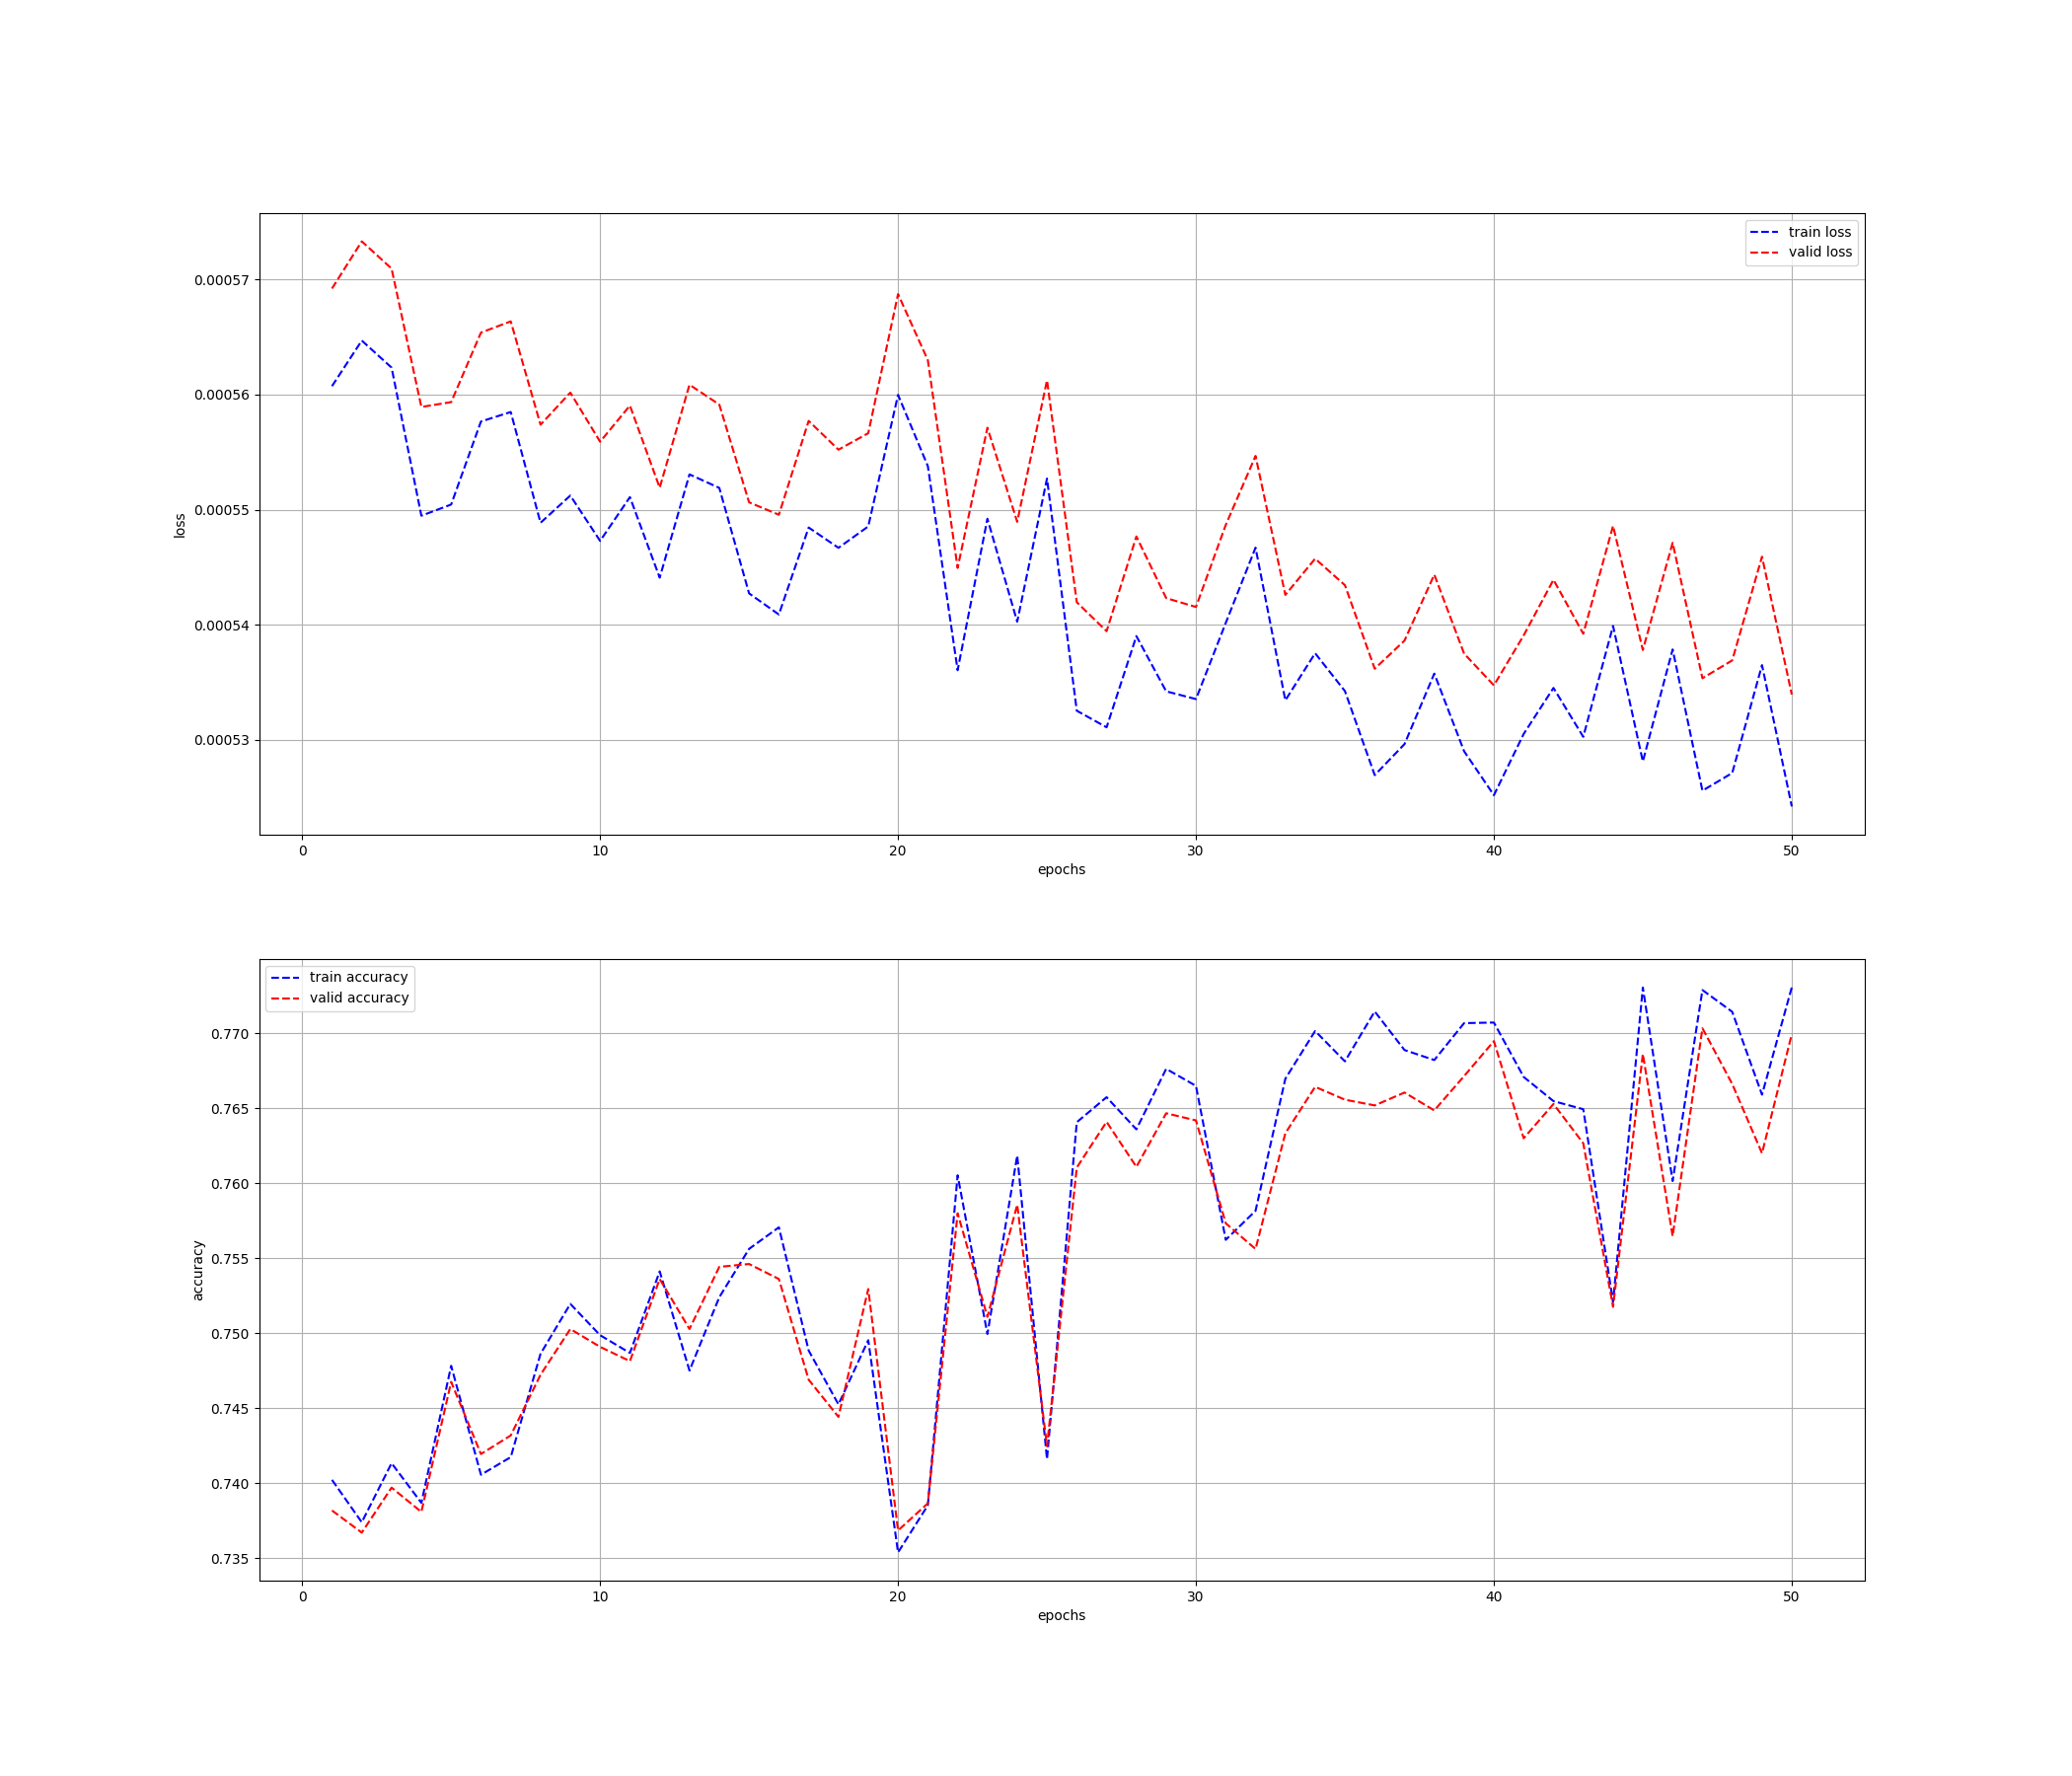 train loss
valid loss
0.00057
0.00056
0.00055
0.00054
0.00053
loss
0 10 20 30 40 50
epochs
train accuracy
valid accuracy
0.770
0.765
0.760
0.755
0.750
0.745
0.740
0.735
accuracy
0 10 20 30 40 50
epochs